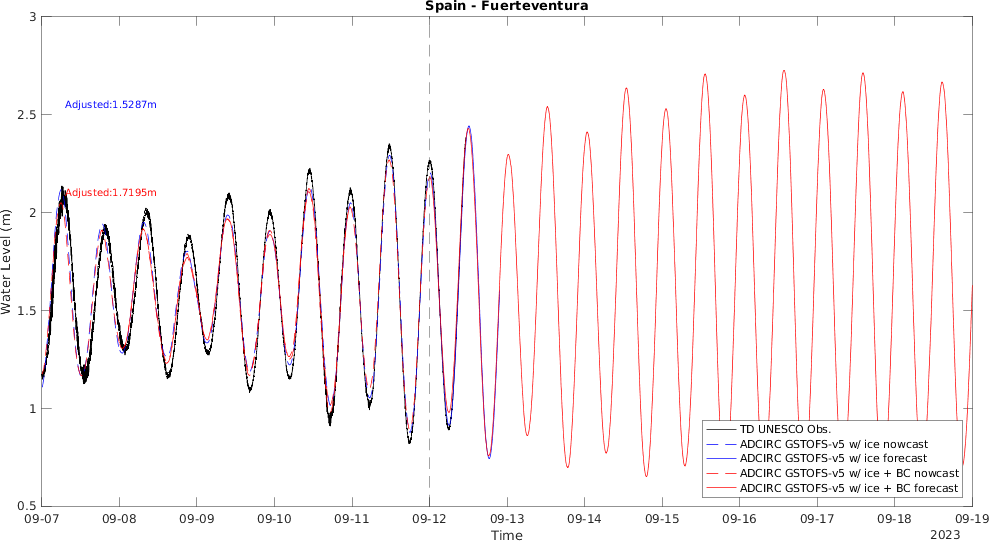 Spain - Fuerteventura
3
2.5
2
1.5
1
0.5
Water Level (m)
Adjusted:1.5287m
Adjusted:1.7195m
TD UNESCO Obs.
ADCIRC GSTOFS-v5 w/ ice nowcast
ADCIRC GSTOFS-v5 w/ ice forecast
ADCIRC GSTOFS-v5 w/ ice + BC nowcast
ADCIRC GSTOFS-v5 w/ ice + BC forecast
09-07 09-08 09-09 09-10 09-11 09-12 09-13 09-14 09-15 09-16 09-17 09-18 09-19
Time
2023